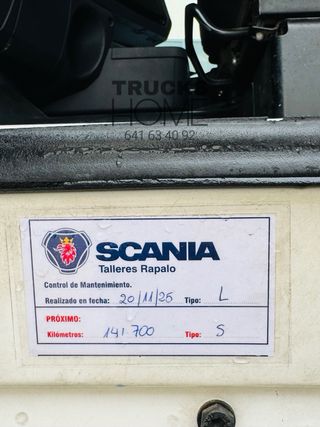 TRUCKS
HOME
641 63 40 92
SCANIA
Talleres Rapalo
Control de Mantenimiento.
Realizado en fecha: 20/11/25 Tipo: L
PRÓXIMO:
Kilómetros: 141.700 Tipo: S